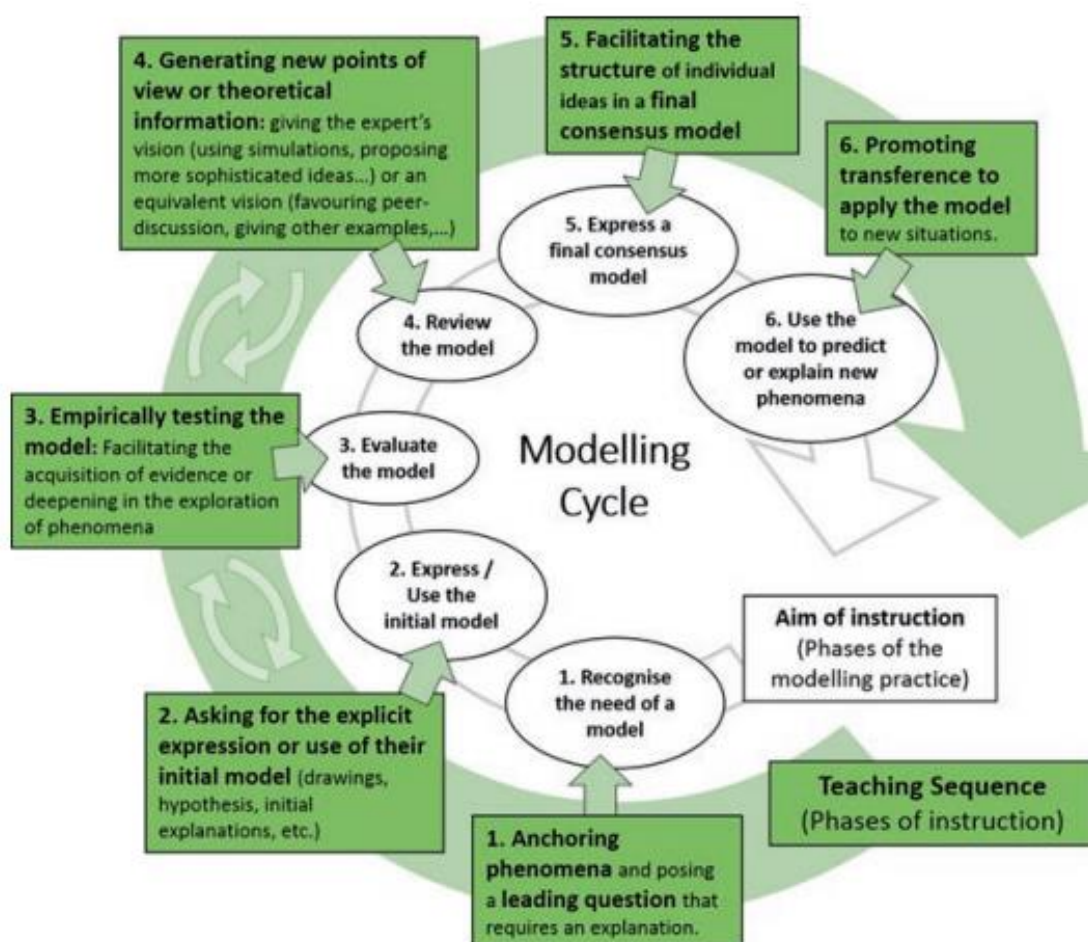 4. Generating new points of
view or theoretical
information: giving the expert's
vision (using simulations, proposing
more sophisticated ideas...) or an
equivalent vision (favouring peer-
discussion, giving other examples,...)
5. Facilitating the
structure of individual
ideas in a final
consensus model
6. Promoting
transference to
apply the model
to new situations.
5. Express a
final consensus
model
4. Review
the model
6. Use the
model to predict
or explain new
phenomena
3. Empirically testing the
model: Facilitating the
acquisition of evidence or
deepening in the exploration
of phenomena
3. Evaluate
the model
Modelling
Cycle
2. Express /
Use the
initial model
1. Recognise
the need of a
model
Aim of instruction
(Phases of the
modelling practice)
2. Asking for the explicit
expression or use of their
initial model (drawings,
hypothesis, initial
explanations, etc.)
1. Anchoring
phenomena and posing
a leading question that
requires an explanation.
Teaching Sequence
(Phases of instruction)